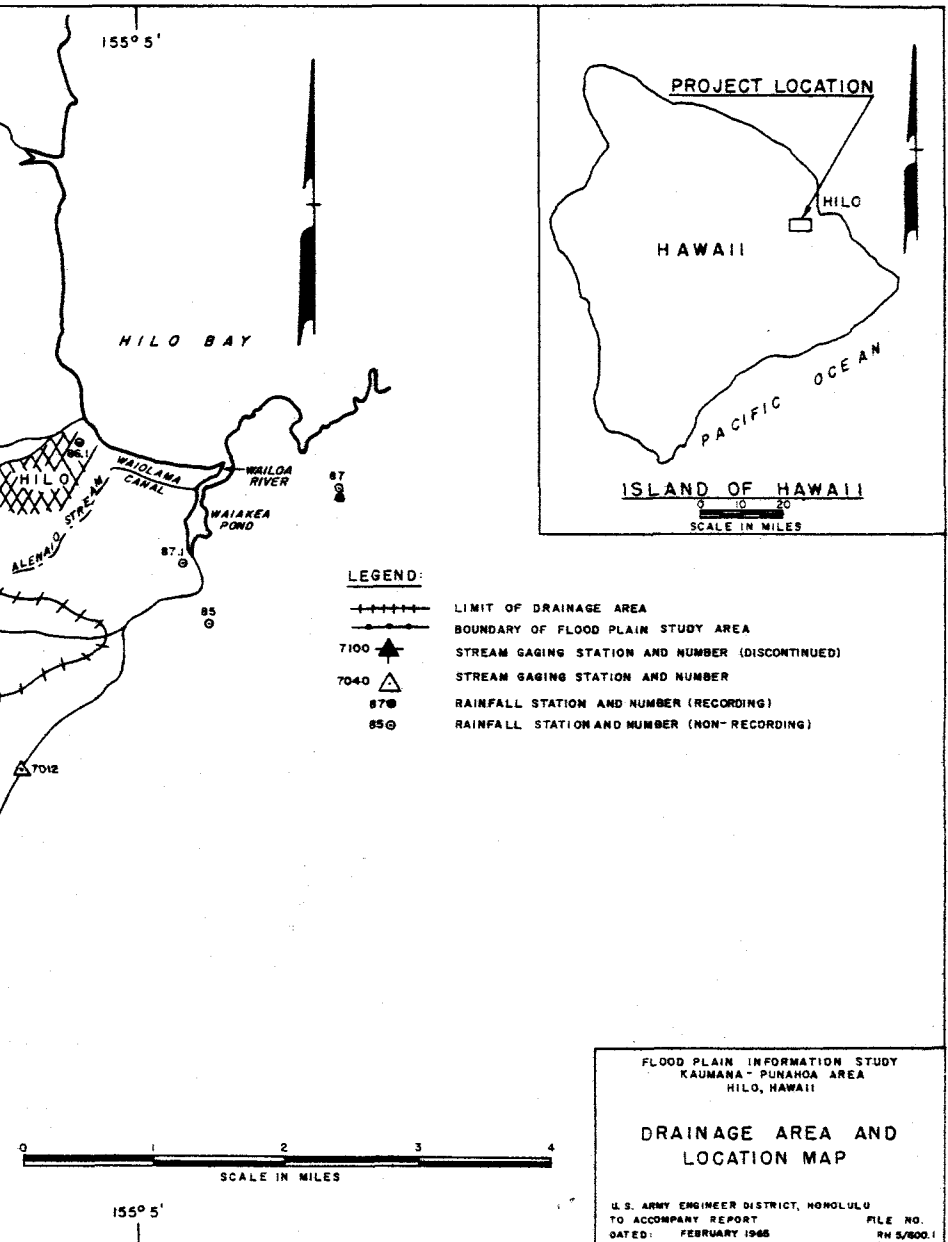 155° 5'
PROJECT LOCATION
HILO
HAWAII
PACIFIC OCEAN
ISLAND OF HAWAII
0 10 20
SCALE IN MILES
HILO BAY
86.1
HILO
WAIOLAMA
CANAL
WAILOA
RIVER
87
WAIAKEA
POND
ALENAIO STREAM
87.1
85
7012
LEGEND:
LIMIT OF DRAINAGE AREA
BOUNDARY OF FLOOD PLAIN STUDY AREA
7100 STREAM GAGING STATION AND NUMBER (DISCONTINUED)
7040 STREAM GAGING STATION AND NUMBER
87 RAINFALL STATION AND NUMBER (RECORDING)
85 RAINFALL STATION AND NUMBER (NON-RECORDING)
0 1 2 3 4
SCALE IN MILES
155° 5'
FLOOD PLAIN INFORMATION STUDY
KAUMANA - PUNAHOA AREA
HILO, HAWAII
DRAINAGE AREA AND
LOCATION MAP
U.S. ARMY ENGINEER DISTRICT, HONOLULU
TO ACCOMPANY REPORT FILE NO.
DATED: FEBRUARY